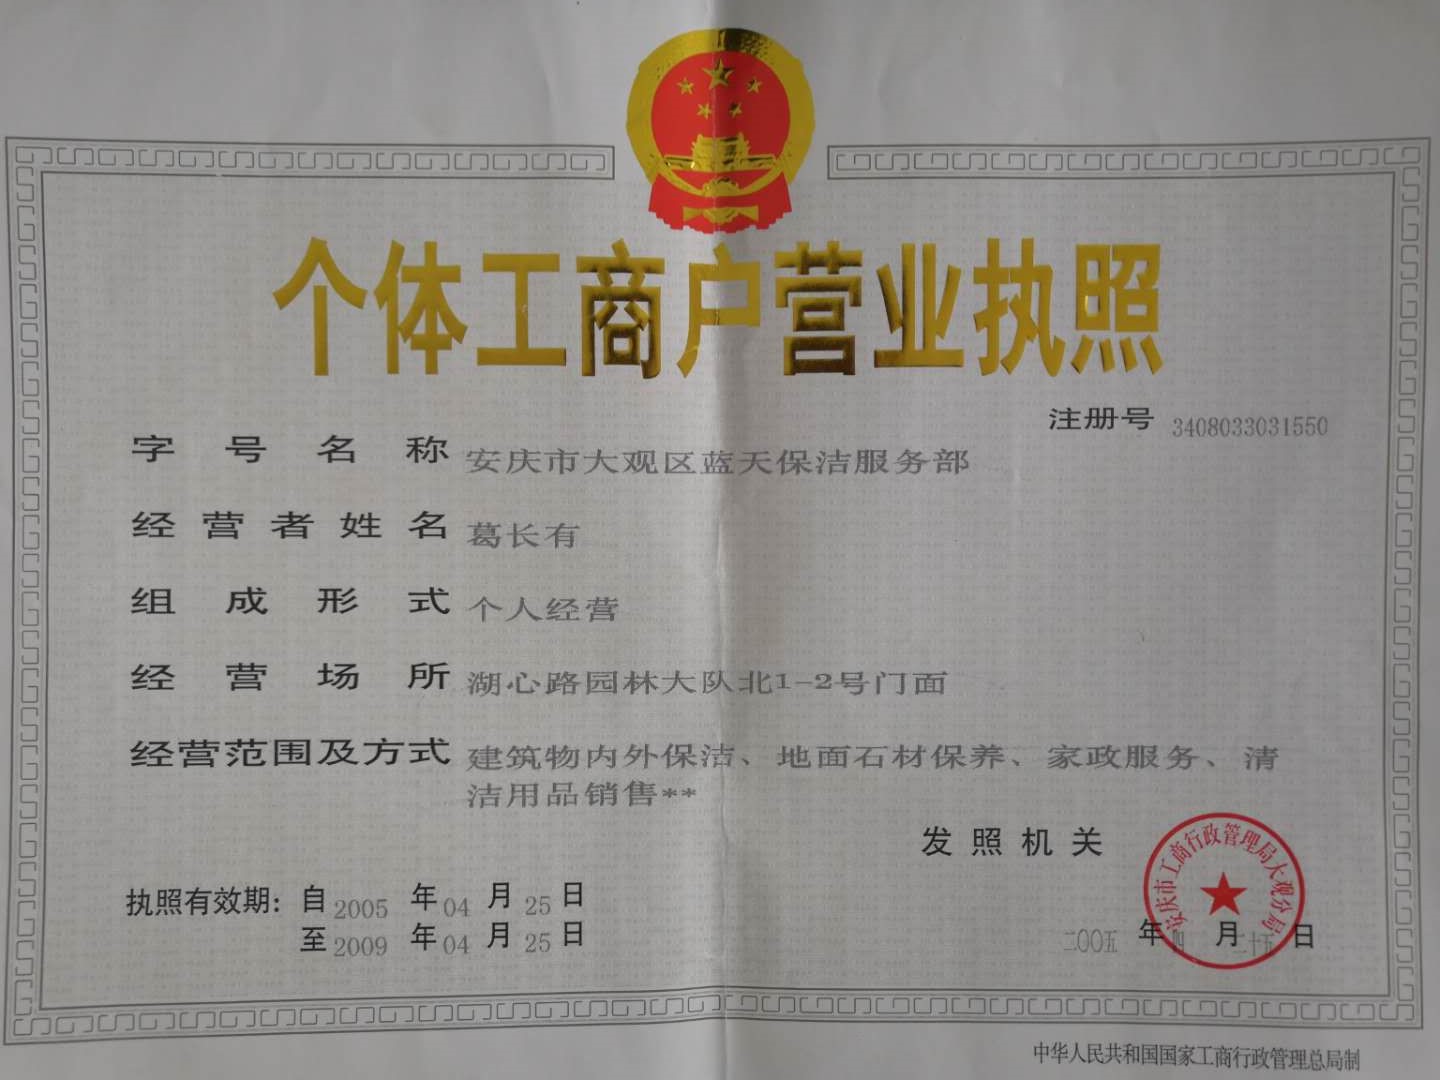 个体工商户营业执照
注册号 3408033031550
字号名称 安庆市大观区蓝天保洁服务部
经营者姓名 葛长有
组成形式 个人经营
经营场所 湖心路园林大队北1-2号门面
经营范围及方式 建筑物内外保洁、地面石材保养、家政服务、清
洁用品销售**
发照机关
安庆市工商行政管理局大观分局
执照有效期：自2005年04月25日
至2009年04月25日
二〇〇五年四月二十五日
中华人民共和国国家工商行政管理总局制